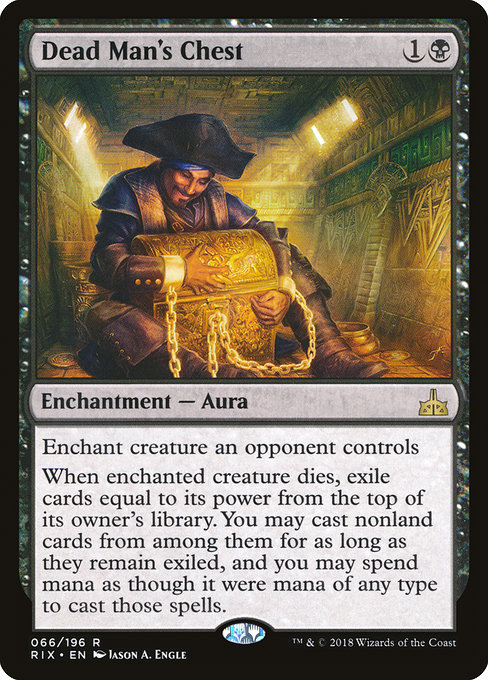 Dead Man's Chest 1
Enchantment — Aura
Enchant creature an opponent controls
When enchanted creature dies, exile
cards equal to its power from the top of
its owner's library. You may cast nonland
cards from among them for as long as
they remain exiled, and you may spend
mana as though it were mana of any type
to cast those spells.
066/196 R
RIX • EN Jason A. Engle
™ & © 2018 Wizards of the Coast